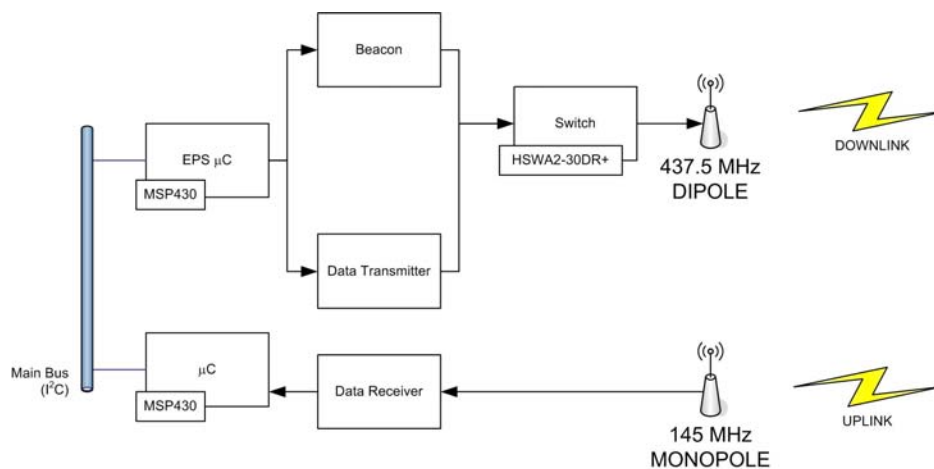 Beacon
Switch
HSWA2-30DR+
EPS µC
MSP430
437.5 MHz
DIPOLE
DOWNLINK
Data Transmitter
Main Bus
(I²C)
µC
MSP430
Data Receiver
145 MHz
MONOPOLE
UPLINK